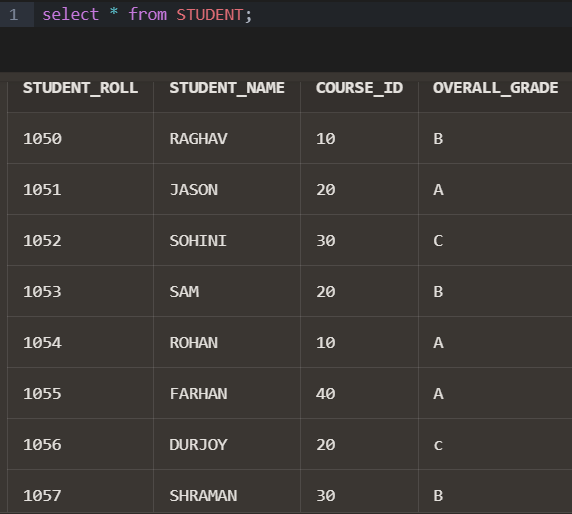 1 select * from STUDENT;
STUDENT_ROLL STUDENT_NAME COURSE_ID OVERALL_GRADE
1050 RAGHAV 10 B
1051 JASON 20 A
1052 SOHINI 30 C
1053 SAM 20 B
1054 ROHAN 10 A
1055 FARHAN 40 A
1056 DURJOY 20 c
1057 SHRAMAN 30 B